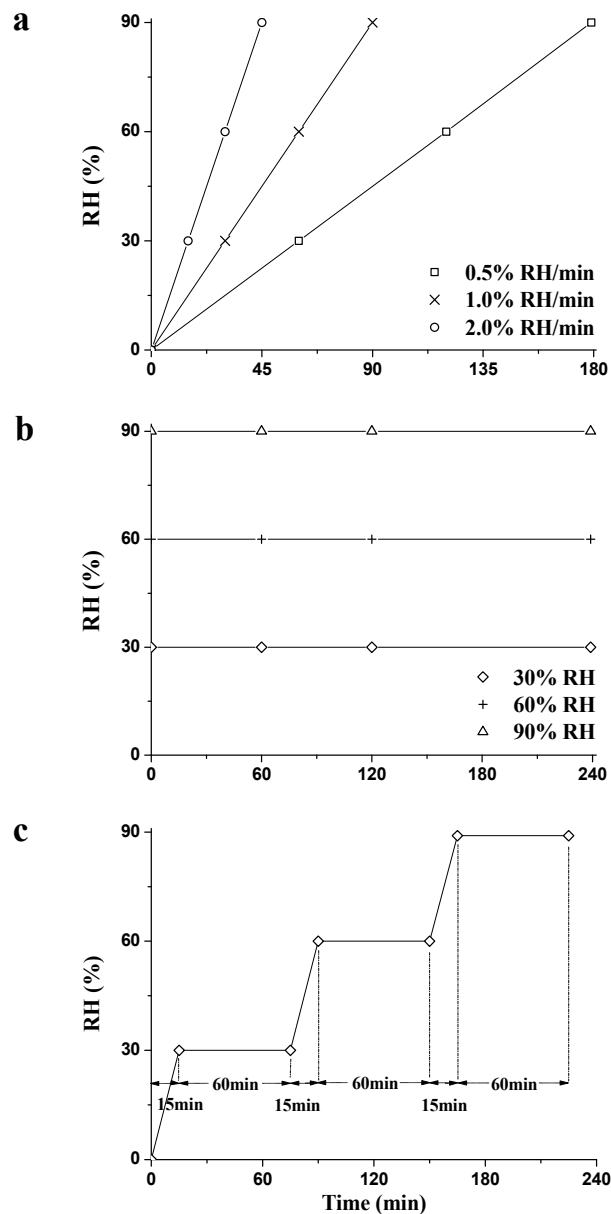 a
RH (%)
90
60
30
0
0.5% RH/min
1.0% RH/min
2.0% RH/min
0 45 90 135 180
b
RH (%)
90
60
30
0
30% RH
60% RH
90% RH
0 60 120 180 240
c
RH (%)
90
60
30
0
60min 60min 60min
15min 15min 15min
0 60 120 180 240
Time (min)